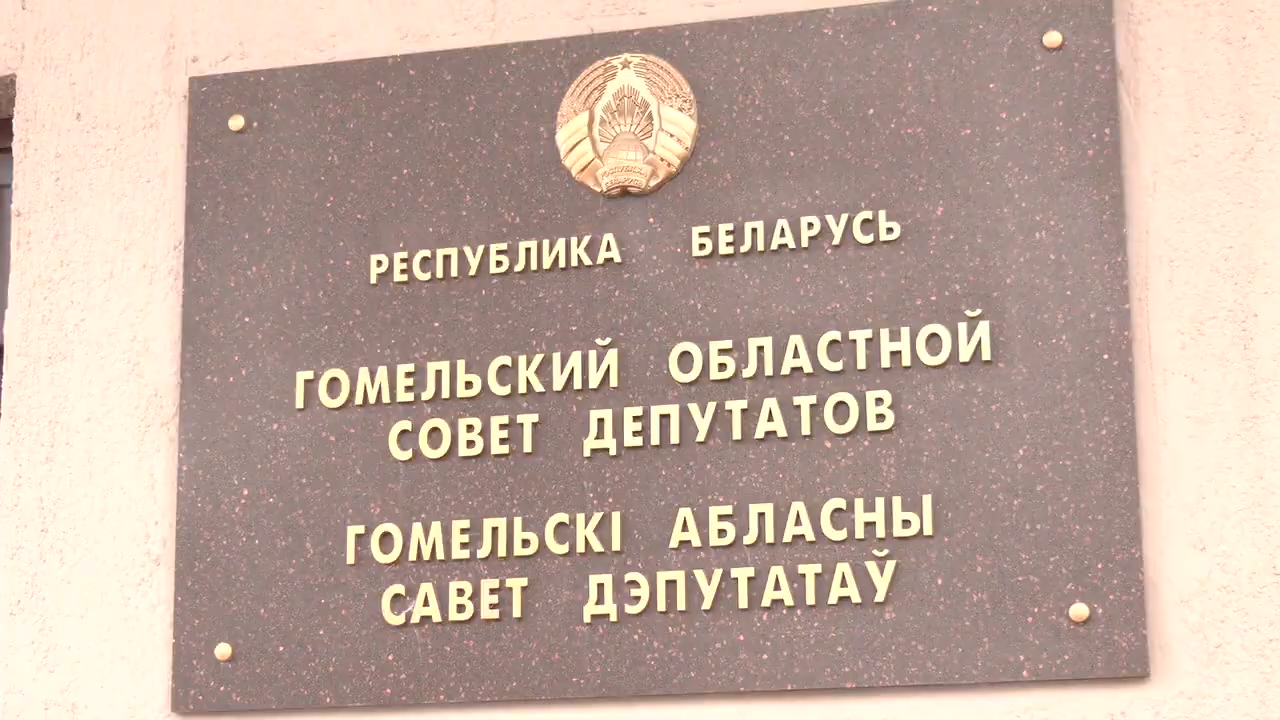 РЕСПУБЛИКА БЕЛАРУСЬ
ГОМЕЛЬСКИЙ ОБЛАСТНОЙ
СОВЕТ ДЕПУТАТОВ
ГОМЕЛЬСКІ АБЛАСНЫ
САВЕТ ДЭПУТАТАЎ